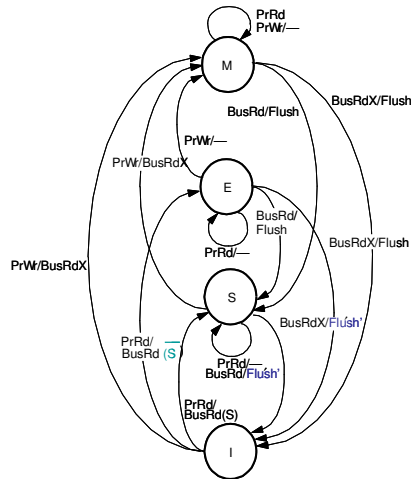 PrRd
PrWr/—
M
BusRdX/Flush
BusRd/Flush
PrWr/—
PrWr/BusRdX
E
BusRd/
Flush
BusRdX/Flush
PrRd/—
PrWr/BusRdX
S
BusRdX/Flush'
PrRd/
BusRd(S̅)
PrRd/—
BusRd/Flush'
PrRd/
BusRd(S)
I